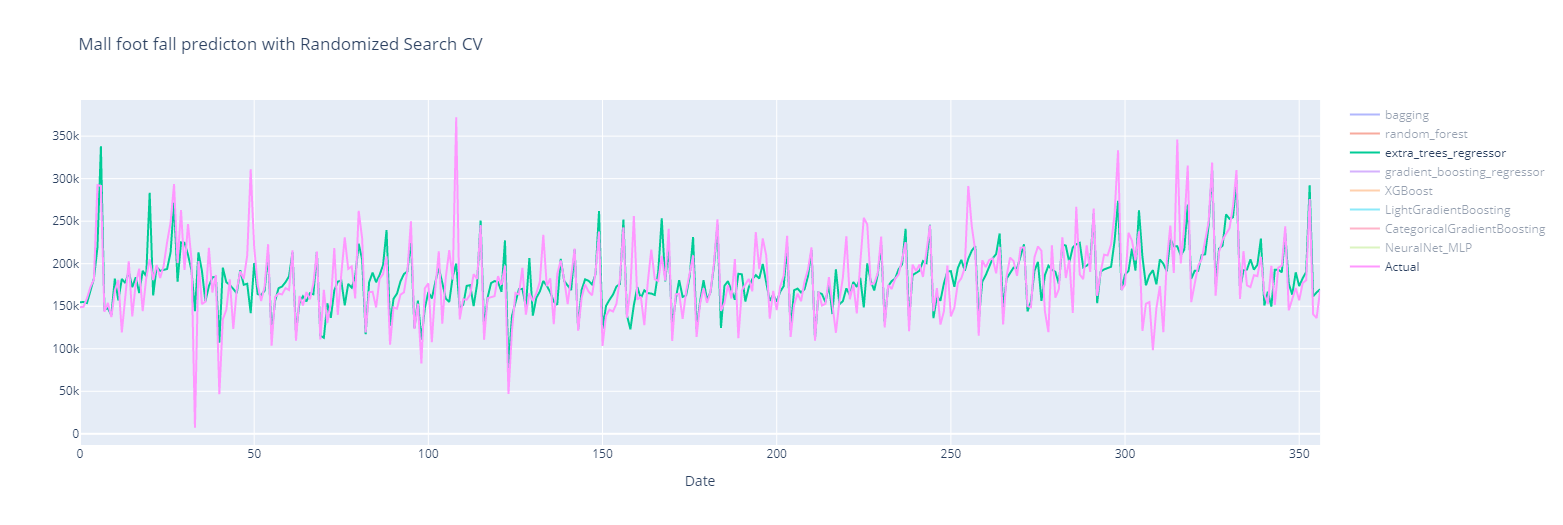 Mall foot fall predicton with Randomized Search CV
350k
300k
250k
200k
150k
100k
50k
0
0 50 100 150 200 250 300 350
Date
bagging
random_forest
extra_trees_regressor
gradient_boosting_regressor
XGBoost
LightGradientBoosting
CategoricalGradientBoosting
NeuralNet_MLP
Actual